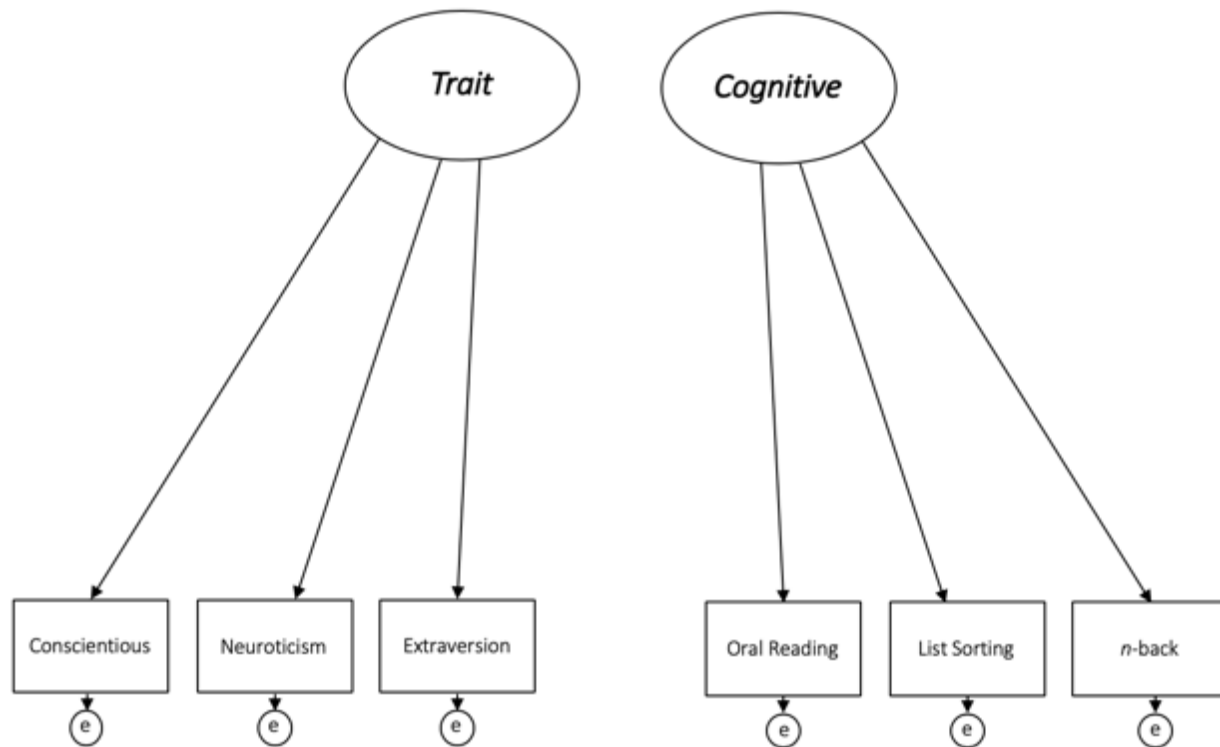 Trait
Cognitive
Conscientious
Neuroticism
Extraversion
Oral Reading
List Sorting
n-back
e
e
e
e
e
e